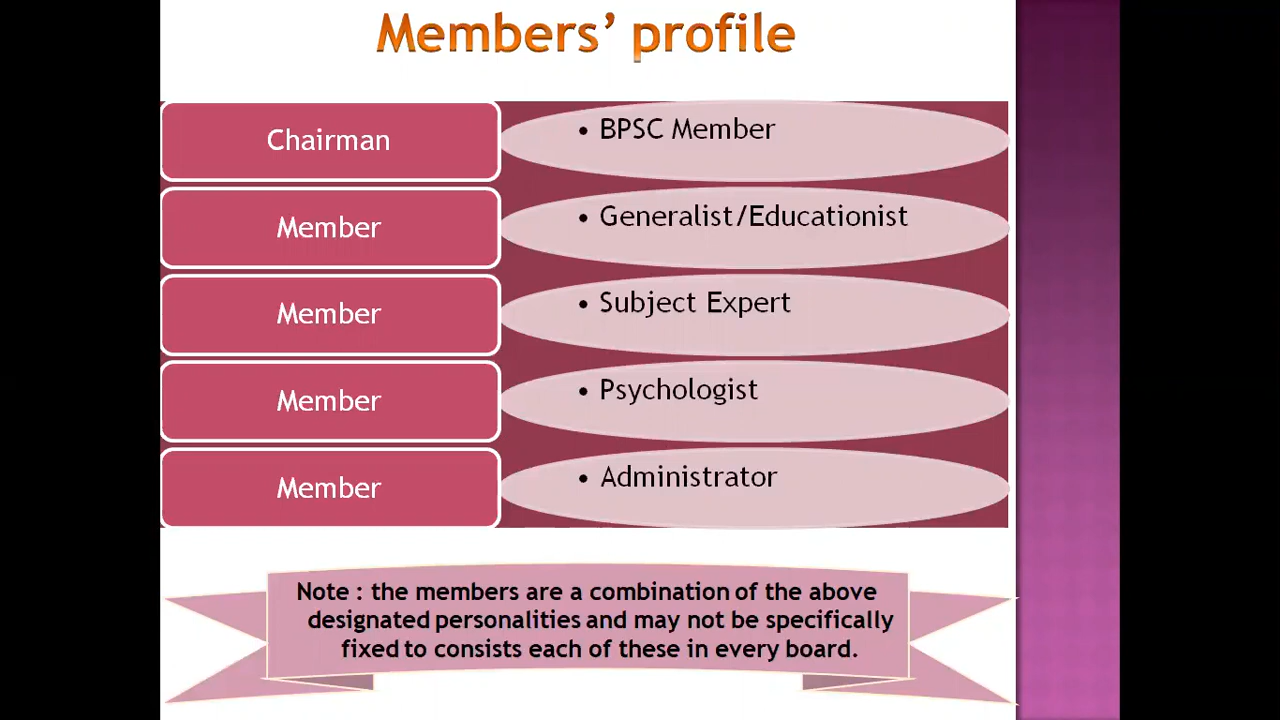 Members’ profile
Chairman
• BPSC Member
Member
• Generalist/Educationist
Member
• Subject Expert
Member
• Psychologist
Member
• Administrator
Note : the members are a combination of the above
designated personalities and may not be specifically
fixed to consists each of these in every board.